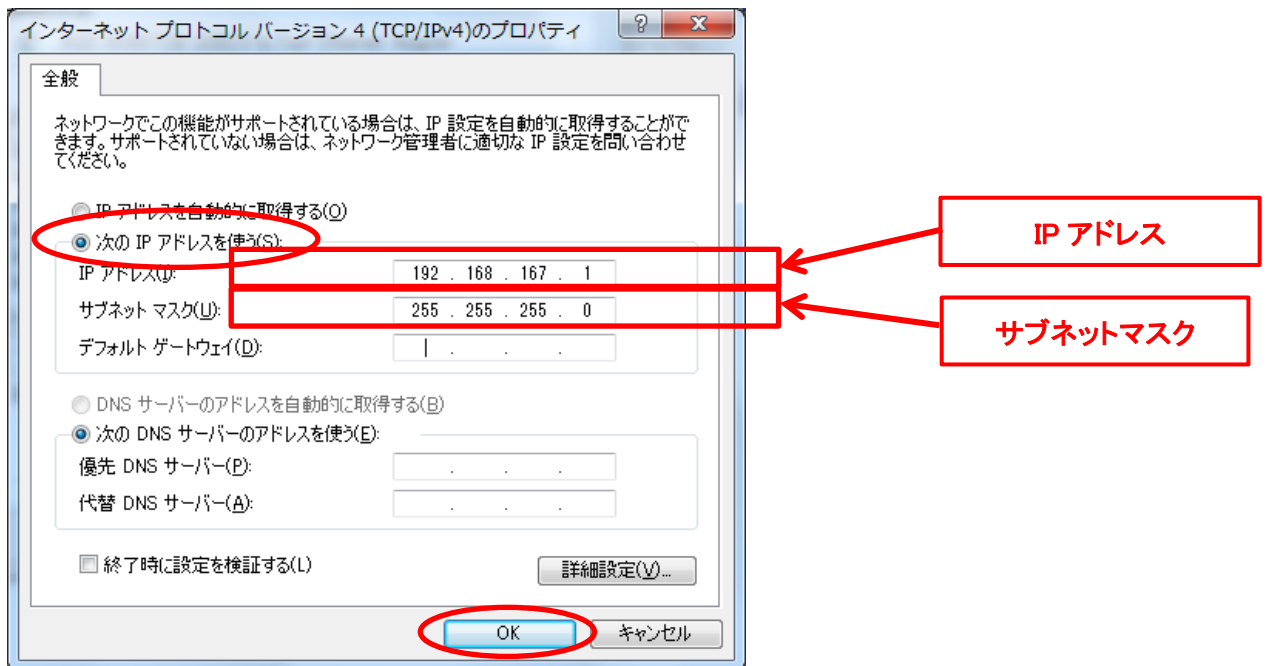 インターネット プロトコル バージョン 4 (TCP/IPv4)のプロパティ
全般
ネットワークでこの機能がサポートされている場合は、IP 設定を自動的に取得することがで
きます。サポートされていない場合は、ネットワーク管理者に適切な IP 設定を問い合わせ
てください。
IP アドレスを自動的に取得する(O)
次の IP アドレスを使う(S):
IP アドレス(I): 192 . 168 . 167 . 1
IP アドレス
サブネット マスク(U): 255 . 255 . 255 . 0
サブネットマスク
デフォルト ゲートウェイ(D): . . .
DNS サーバーのアドレスを自動的に取得する(B)
次の DNS サーバーのアドレスを使う(E):
優先 DNS サーバー(P): . . .
代替 DNS サーバー(A): . . .
終了時に設定を検証する(L)
詳細設定(V)...
OK キャンセル